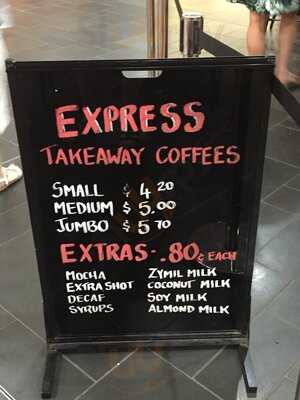 EXPRESS
TAKEAWAY COFFEES
SMALL $4.20
MEDIUM $5.00
JUMBO $5.70
EXTRAS-.80¢ EACH
MOCHA ZYMIL MILK
EXTRA SHOT COCONUT MILK
DECAF SOY MILK
SYRUPS ALMOND MILK